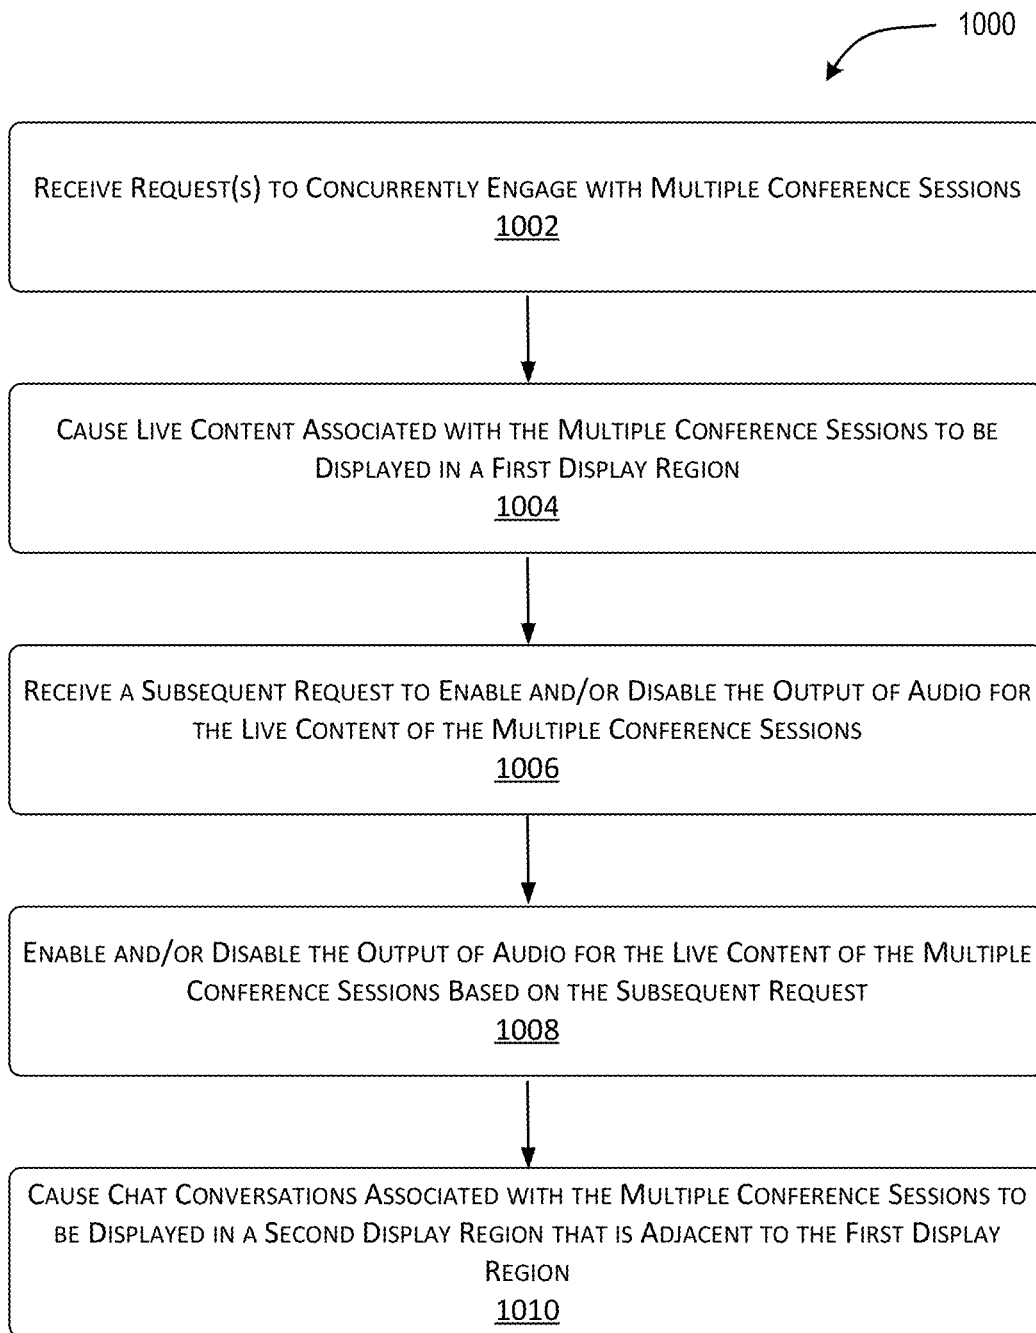 1000
RECEIVE REQUEST(S) TO CONCURRENTLY ENGAGE WITH MULTIPLE CONFERENCE SESSIONS
1002
CAUSE LIVE CONTENT ASSOCIATED WITH THE MULTIPLE CONFERENCE SESSIONS TO BE
DISPLAYED IN A FIRST DISPLAY REGION
1004
RECEIVE A SUBSEQUENT REQUEST TO ENABLE AND/OR DISABLE THE OUTPUT OF AUDIO FOR
THE LIVE CONTENT OF THE MULTIPLE CONFERENCE SESSIONS
1006
ENABLE AND/OR DISABLE THE OUTPUT OF AUDIO FOR THE LIVE CONTENT OF THE MULTIPLE
CONFERENCE SESSIONS BASED ON THE SUBSEQUENT REQUEST
1008
CAUSE CHAT CONVERSATIONS ASSOCIATED WITH THE MULTIPLE CONFERENCE SESSIONS TO
BE DISPLAYED IN A SECOND DISPLAY REGION THAT IS ADJACENT TO THE FIRST DISPLAY
REGION
1010